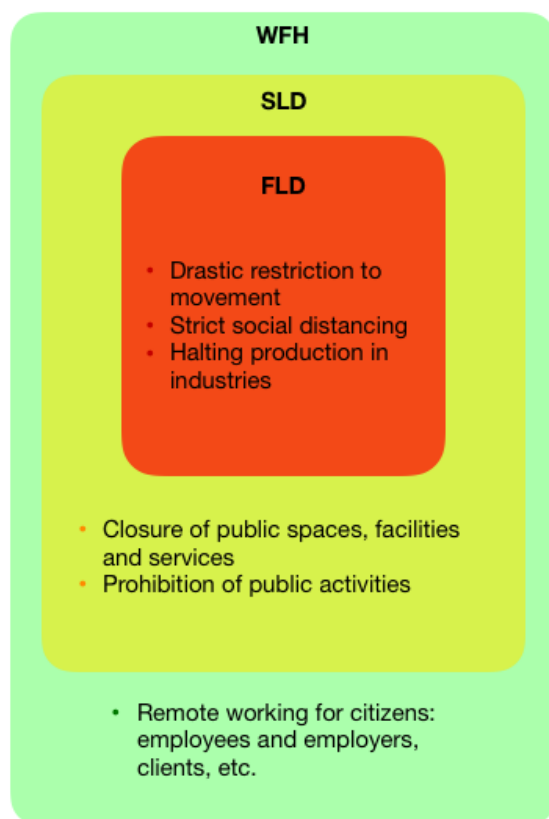 WFH
SLD
FLD
• Drastic restriction to
movement
• Strict social distancing
• Halting production in
industries
• Closure of public spaces, facilities
and services
• Prohibition of public activities
• Remote working for citizens:
employees and employers,
clients, etc.